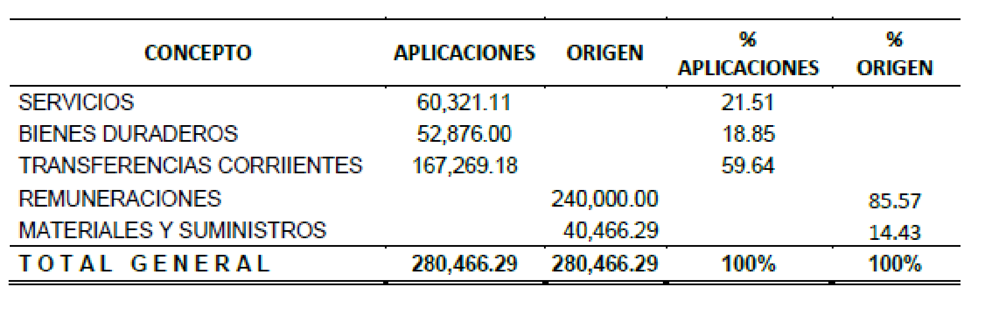 CONCEPTO APLICACIONES ORIGEN % APLICACIONES % ORIGEN
SERVICIOS 60,321.11 21.51
BIENES DURADEROS 52,876.00 18.85
TRANSFERENCIAS CORRIIENTES 167,269.18 59.64
REMUNERACIONES 240,000.00 85.57
MATERIALES Y SUMINISTROS 40,466.29 14.43
TOTAL GENERAL 280,466.29 280,466.29 100% 100%